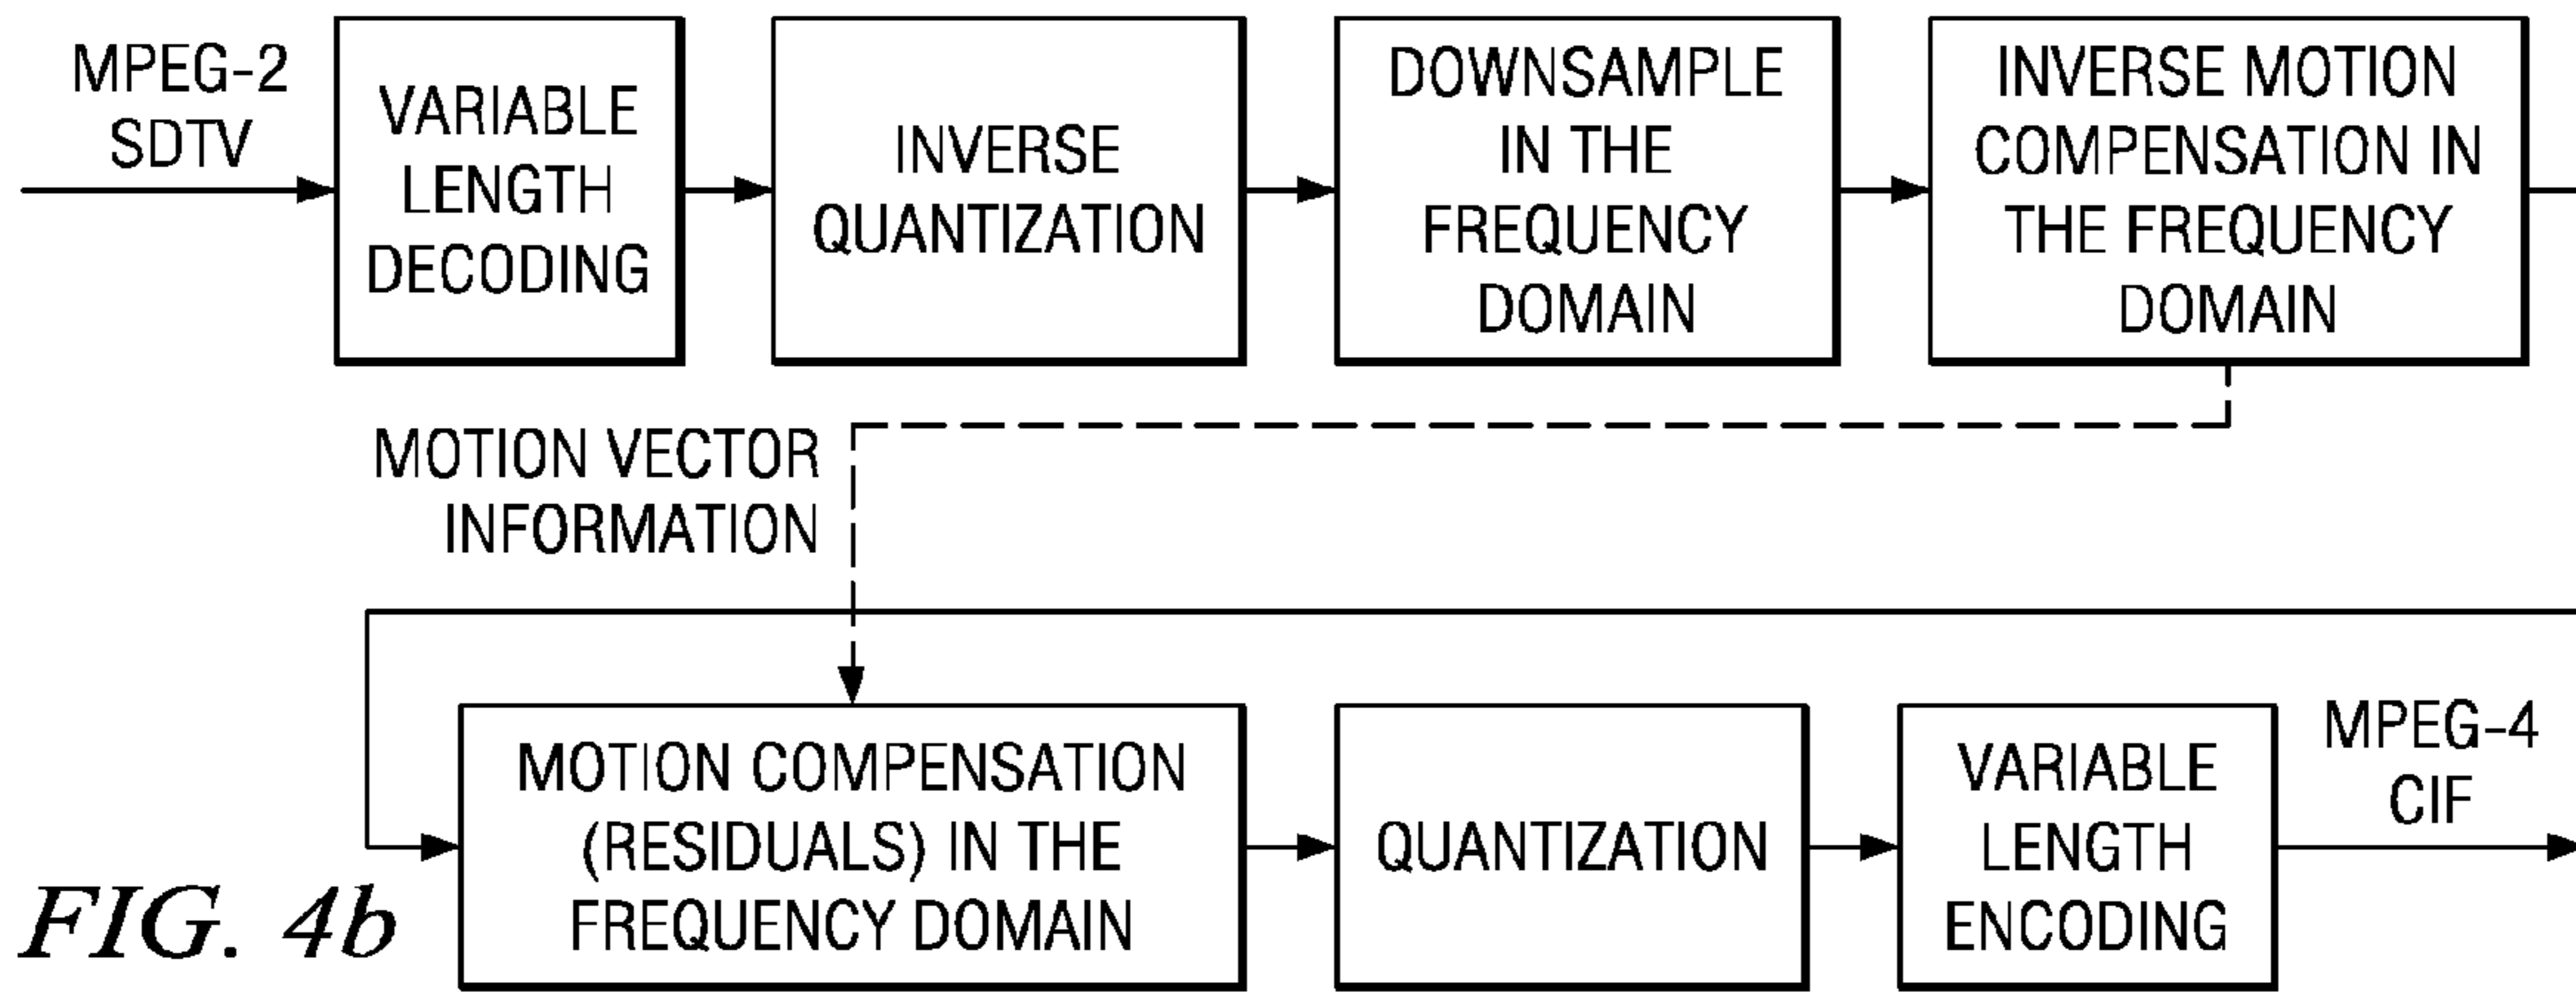 MPEG-2
SDTV
VARIABLE
LENGTH
DECODING
INVERSE
QUANTIZATION
DOWNSAMPLE
IN THE
FREQUENCY
DOMAIN
INVERSE MOTION
COMPENSATION IN
THE FREQUENCY
DOMAIN
MOTION VECTOR
INFORMATION
MOTION COMPENSATION
(RESIDUALS) IN THE
FREQUENCY DOMAIN
QUANTIZATION
VARIABLE
LENGTH
ENCODING
MPEG-4
CIF
FIG. 4b